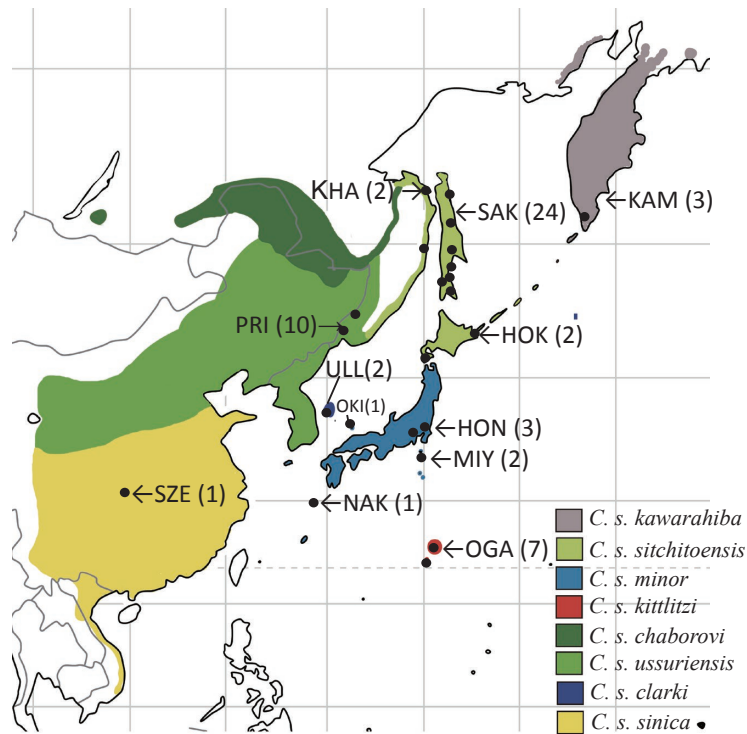 KHA (2)
SAK (24)
KAM (3)
PRI (10)
HOK (2)
ULL(2)
OKI(1)
HON (3)
MIY (2)
SZE (1)
NAK (1)
OGA (7)
C. s. kawarahiba
C. s. sitchitoensis
C. s. minor
C. s. kittlitzi
C. s. chaborovi
C. s. ussuriensis
C. s. clarki
C. s. sinica